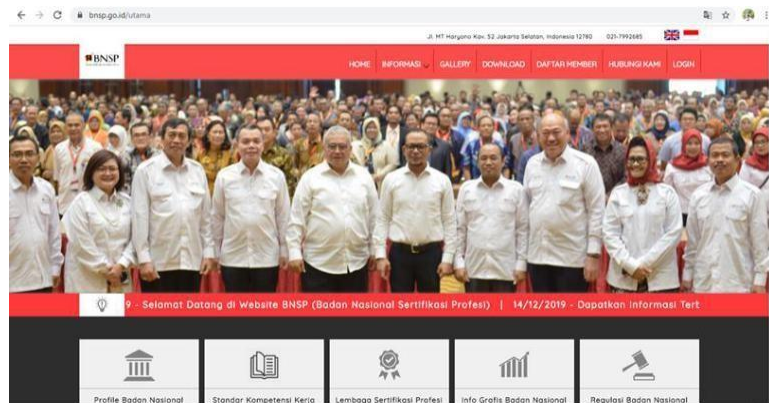 bnsp.go.id/utama
Jl. MT Haryono Kav. 52 Jakarta Selatan, Indonesia 12780 021-7992685
BNSP
HOME INFORMASI GALLERY DOWNLOAD DAFTAR MEMBER HUBUNGI KAMI LOGIN
9 - Selamat Datang di Website BNSP (Badan Nasional Sertifikasi Profesi) | 14/12/2019 - Dapatkan Informasi Tert
Profile Badan Nasional
Standar Kompetensi Kerja
Lembaga Sertifikasi Profesi
Info Grafis Badan Nasional
Regulasi Badan Nasional